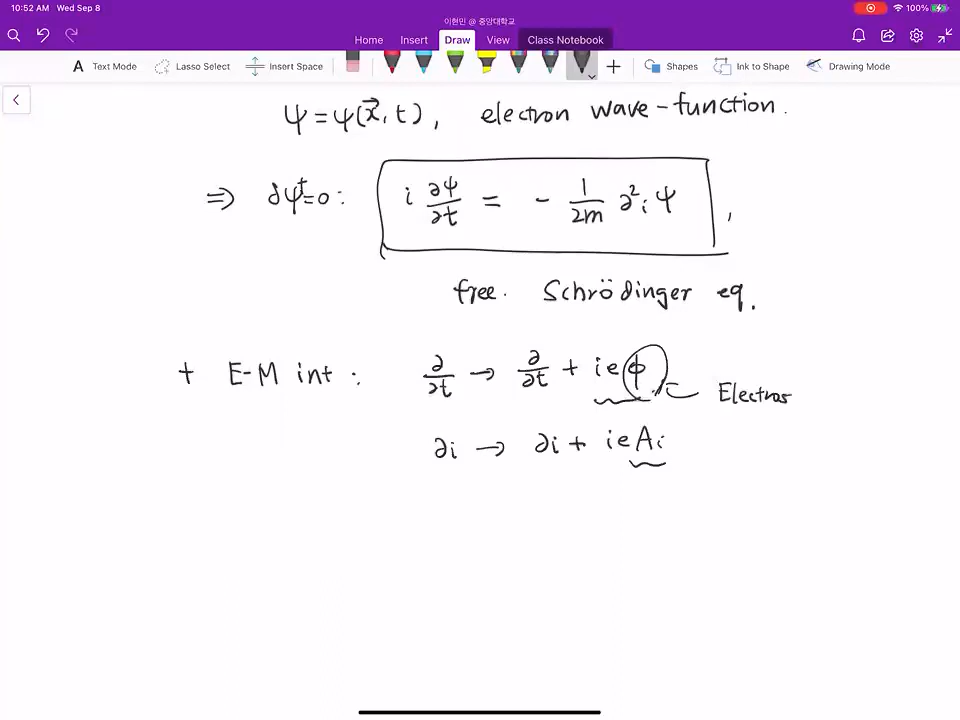 10:52 AM Wed Sep 8
100%
이현민 @ 중앙대학교
Home Insert Draw View Class Notebook
Text Mode Lasso Select Insert Space Shapes Ink to Shape Drawing Mode
ψ = ψ(x⃗, t), electron wave-function.
⇒ δψ†=0 : i ∂ψ/∂t = - 1/2m ∂²i ψ ,
free. Schrödinger eq.
+ E-M int : ∂/∂t → ∂/∂t + ieφ Electros
∂i → ∂i + ieAi